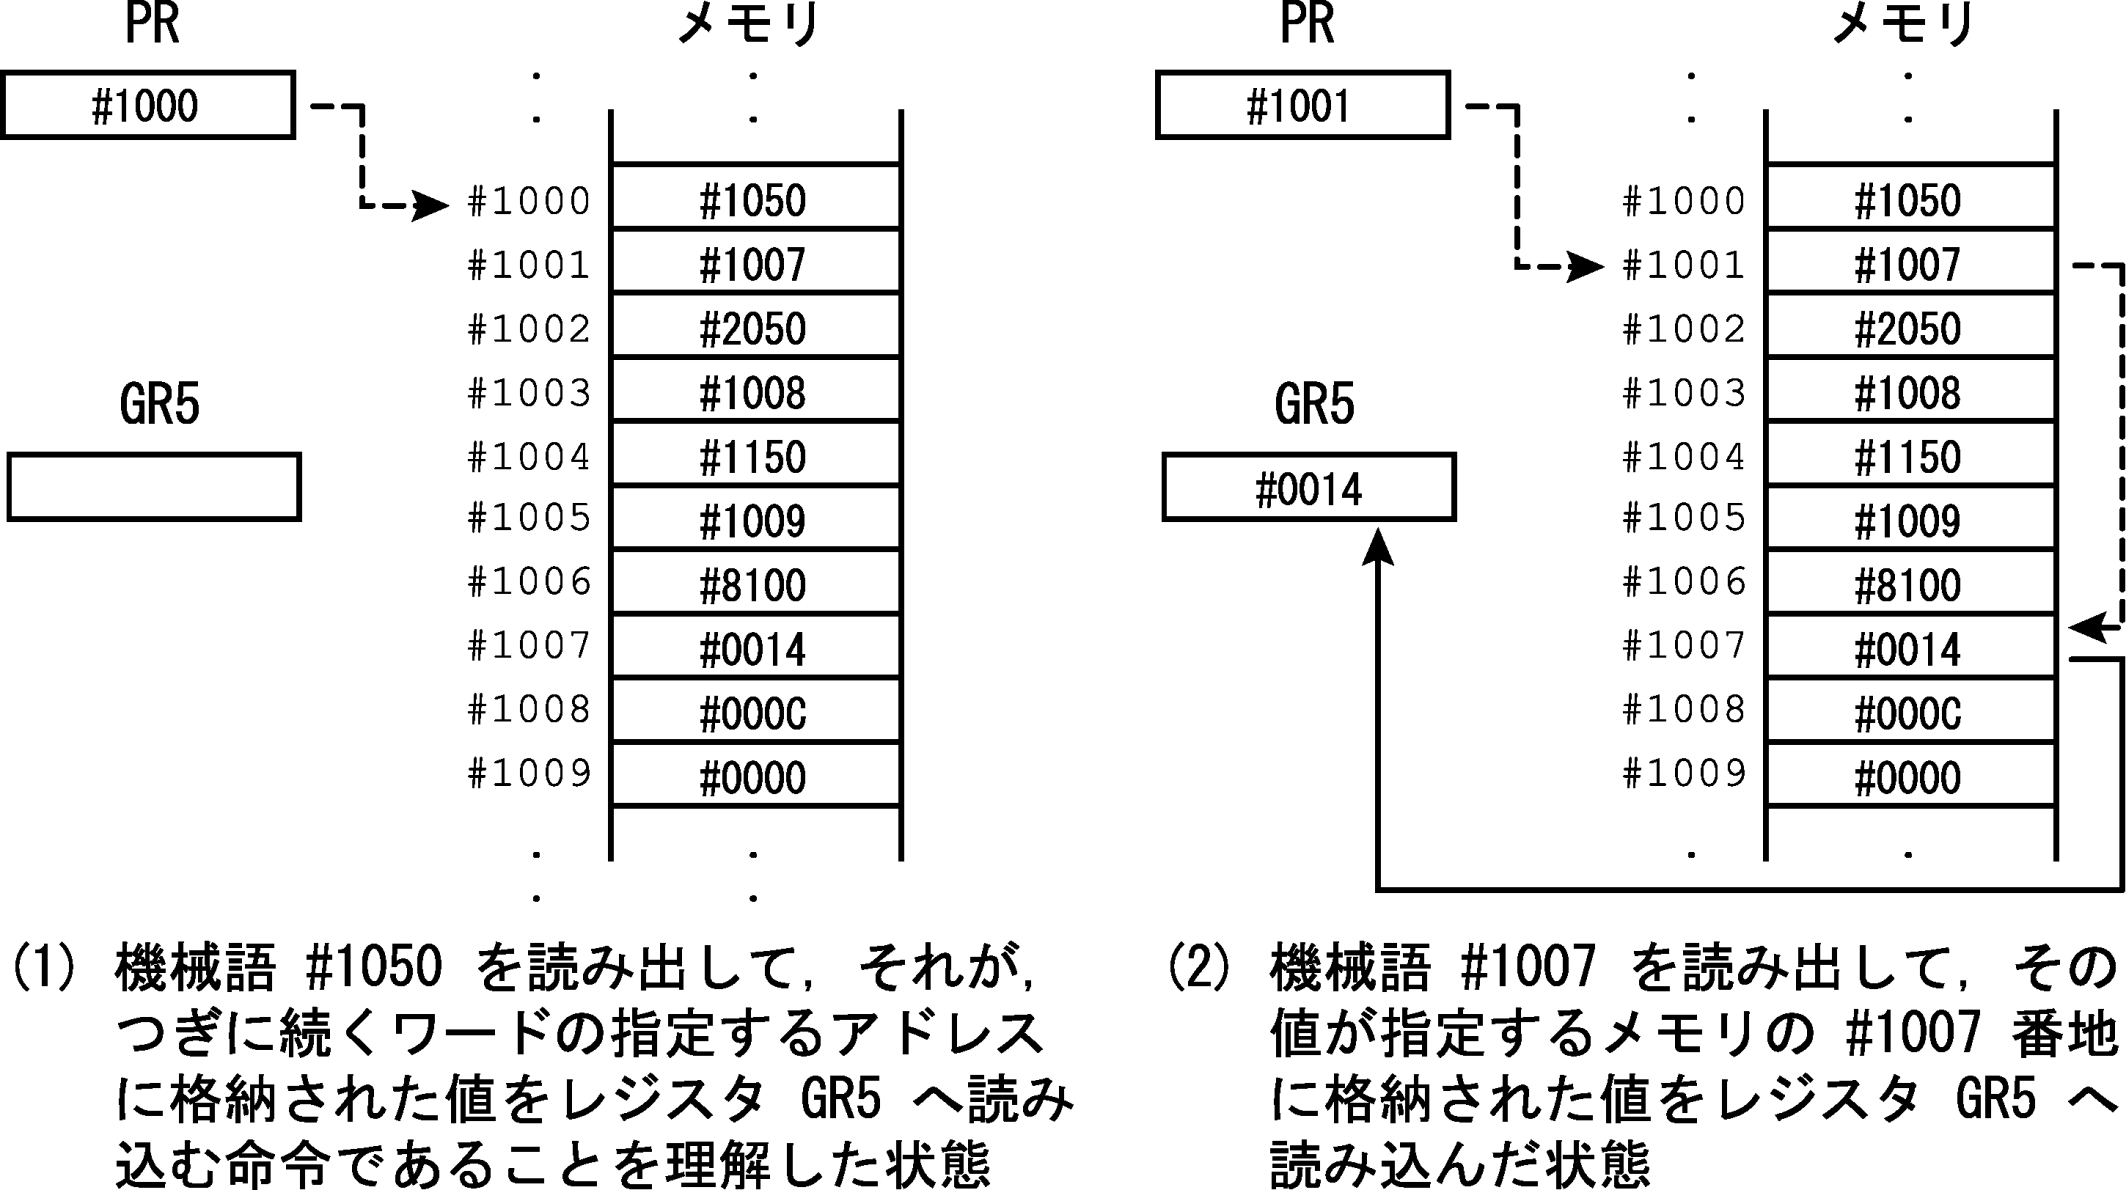 PR
メモリ
#1000
#1000 #1050
#1001 #1007
#1002 #2050
#1003 #1008
#1004 #1150
#1005 #1009
#1006 #8100
#1007 #0014
#1008 #000C
#1009 #0000
GR5
(1) 機械語 #1050 を読み出して, それが,
つぎに続くワードの指定するアドレス
に格納された値をレジスタ GR5 へ読み
込む命令であることを理解した状態
PR
メモリ
#1001
#1000 #1050
#1001 #1007
#1002 #2050
#1003 #1008
#1004 #1150
#1005 #1009
#1006 #8100
#1007 #0014
#1008 #000C
#1009 #0000
GR5
#0014
(2) 機械語 #1007 を読み出して, その
値が指定するメモリの #1007 番地
に格納された値をレジスタ GR5 へ
読み込んだ状態